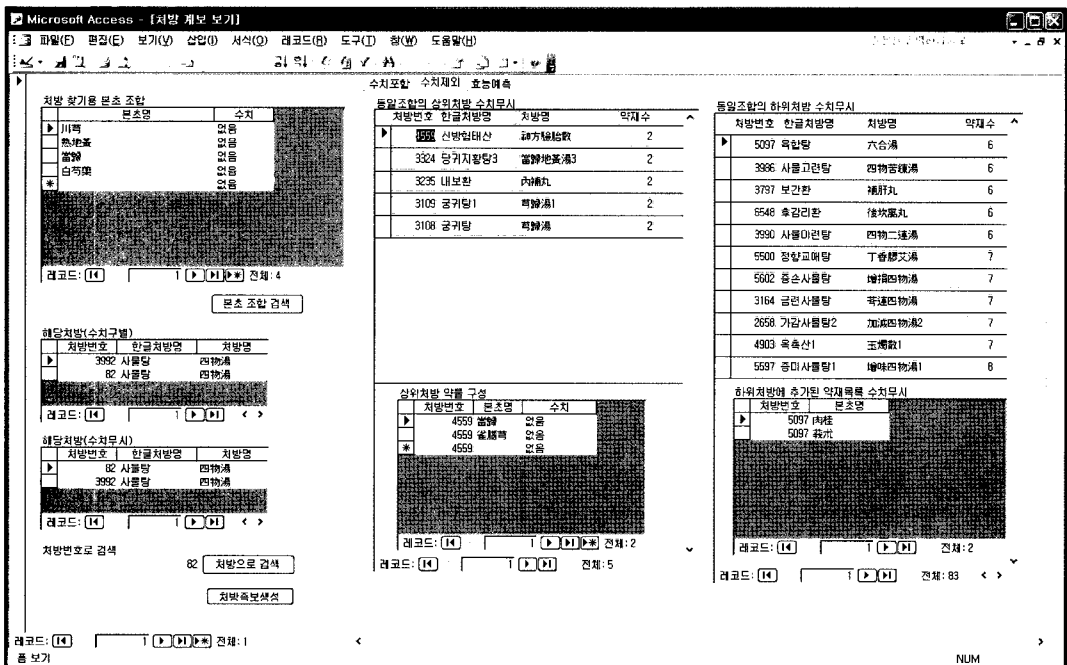 Microsoft Access - [처방 계보 보기]
파일(F) 편집(E) 보기(V) 삽입(I) 서식(O) 레코드(R) 도구(T) 창(W) 도움말(H)
수치포함 수치제외 효능예측
처방 찾기용 본초 조합
본초명 수치
川芎 없음
熟地黃 없음
當歸 없음
白芍藥 없음
없음
레코드: 1 전체:4
본초 조합 검색
해당처방(수치구별)
처방번호 한글처방명 처방명
3992 사물탕 四物湯
82 사물탕 四物湯
레코드: 1
해당처방(수치무시)
처방번호 한글처방명 처방명
82 사물탕 四物湯
3992 사물탕 四物湯
레코드: 1
처방번호로 검색
82 처방으로 검색
처방족보생성
동일조합의 상위처방 수치무시
처방번호 한글처방명 처방명 약재수
4559 신방험태산 神方驗胎散 2
3324 당귀지황탕3 當歸地黃湯3 2
3235 내보환 內補丸 2
3109 궁귀탕1 芎歸湯1 2
3108 궁귀탕 芎歸湯 2
상위처방 약물 구성
처방번호 본초명 수치
4559 當歸 없음
4559 雀腦芎 없음
4559 없음
레코드: 1 전체:2
레코드: 1 전체:5
동일조합의 하위처방 수치무시
처방번호 한글처방명 처방명 약재수
5097 육합탕 六合湯 6
3986 사물고련탕 四物苦練湯 6
3797 보간환 補肝丸 6
6548 후감리환 後坎离丸 6
3990 사물이련탕 四物二連湯 6
5500 정향교애탕 丁香膠艾湯 7
5602 증손사물탕 增損四物湯 7
3164 금련사물탕 芩連四物湯 7
2658 가감사물탕2 加減四物湯2 7
4903 옥촉산1 玉燭散1 7
5597 증미사물탕1 增味四物湯1 8
하위처방에 추가된 약재목록 수치무시
처방번호 본초명
5097 肉桂
5097 莪朮
레코드: 1 전체:2
레코드: 1 전체: 83
레코드: 1 전체: 1
폼 보기 NUM